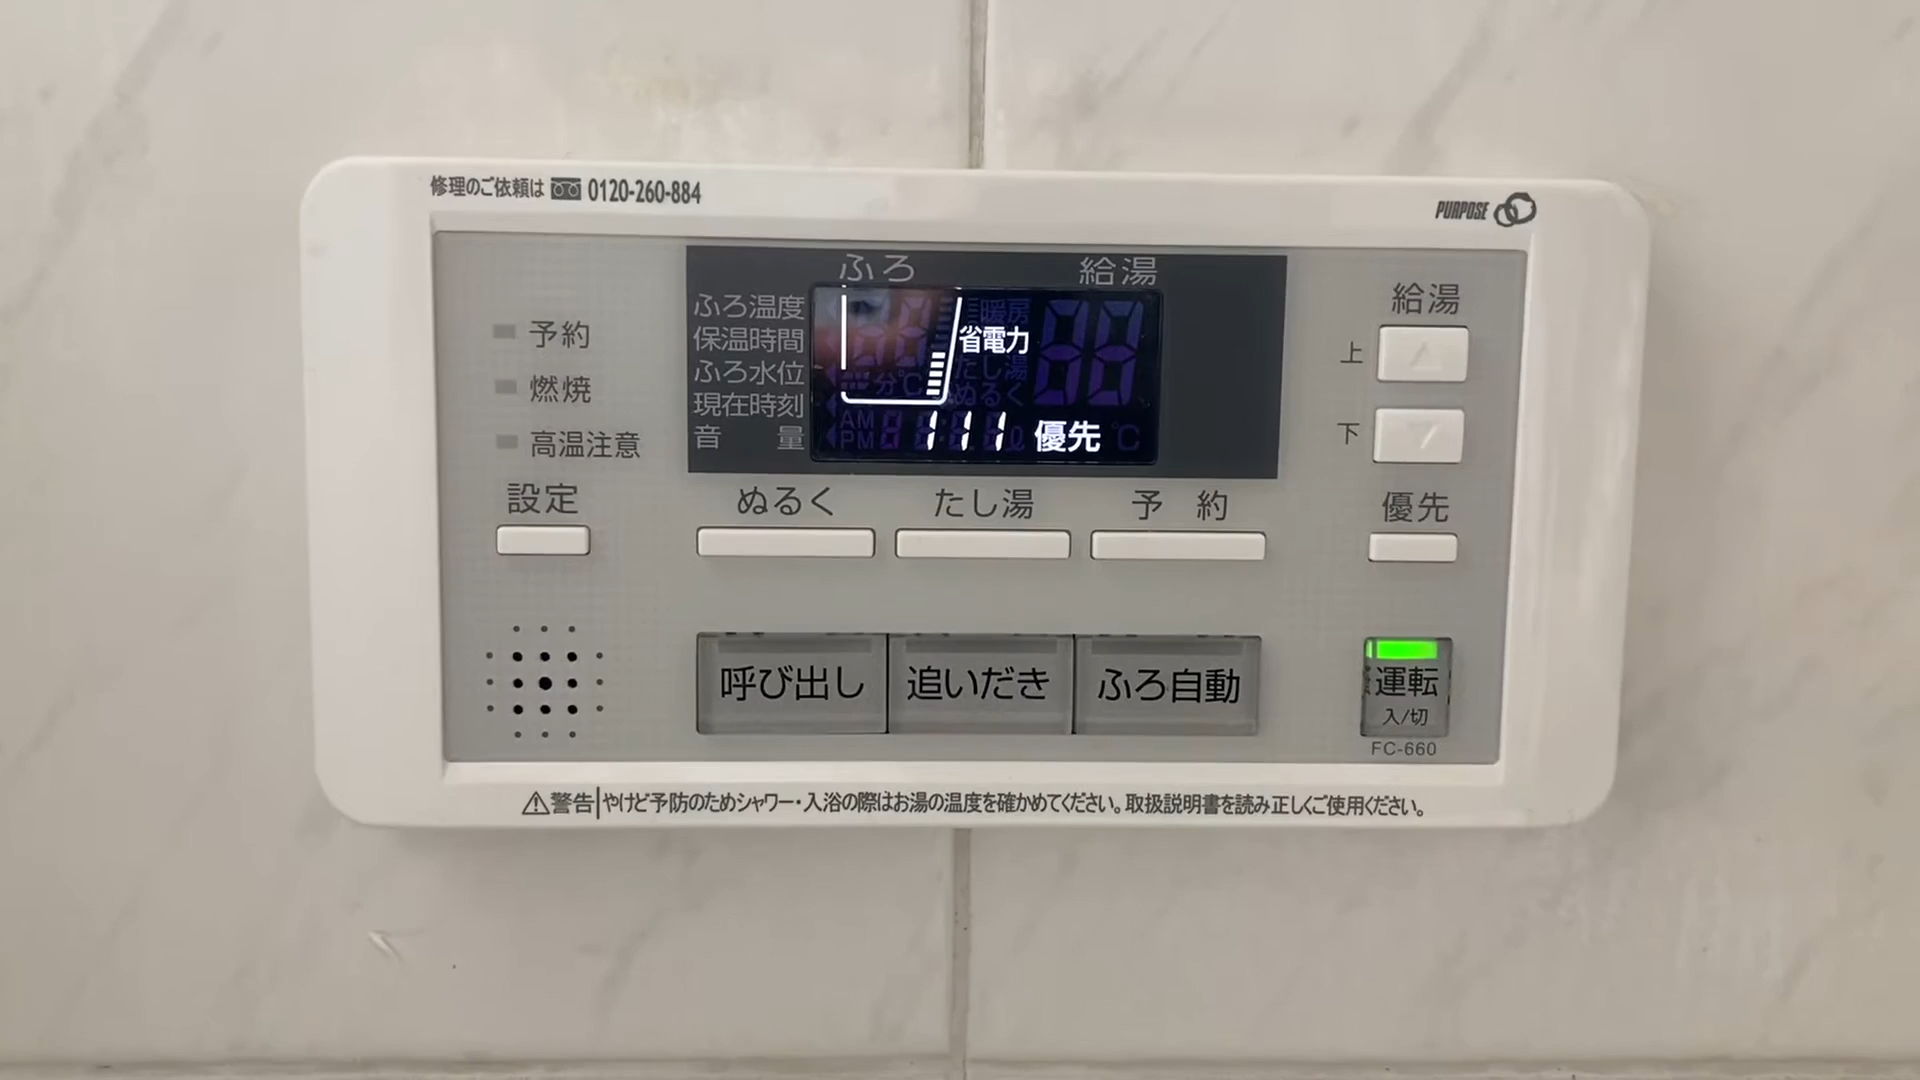 修理のご依頼は 0120-260-884
PURPOSE
ふろ 給湯
ふろ温度
保温時間
ふろ水位
現在時刻
音 量
暖房
省電力
たし湯
ぬるく
分℃
AM
PM
111 優先 ℃
予約
燃焼
高温注意
設定
ぬるく
たし湯
予 約
給湯
上
下
優先
呼び出し
追いだき
ふろ自動
運転
入/切
FC-660
⚠警告|やけど予防のためシャワー・入浴の際はお湯の温度を確かめてください。取扱説明書を読み正しくご使用ください。